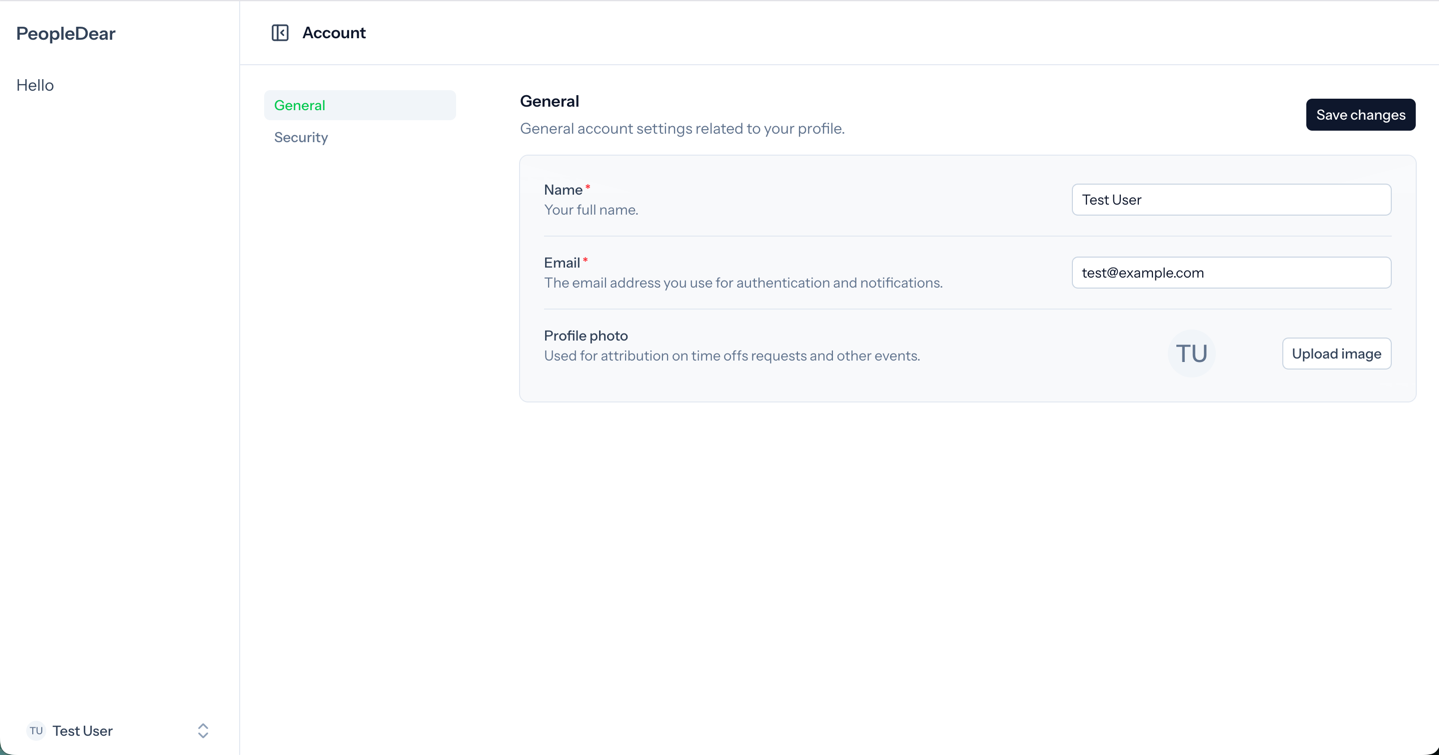 PeopleDear
Hello
TU Test User
Account
General
Security
General
General account settings related to your profile.
Save changes
Name *
Your full name.
Test User
Email *
The email address you use for authentication and notifications.
test@example.com
Profile photo
Used for attribution on time offs requests and other events.
TU
Upload image